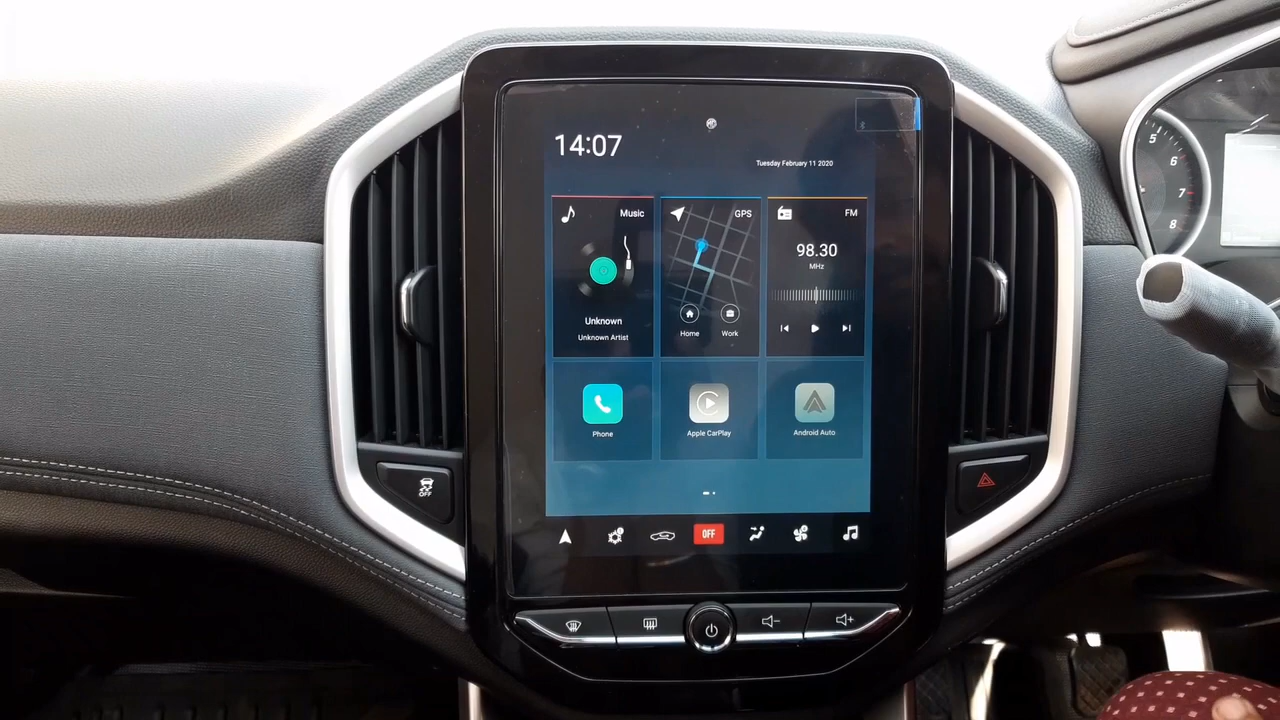 14:07
Tuesday February 11 2020
Music
GPS
FM
98.30
MHz
Unknown
Unknown Artist
Home
Work
Phone
Apple CarPlay
Android Auto
OFF
OFF
5
6
7
8